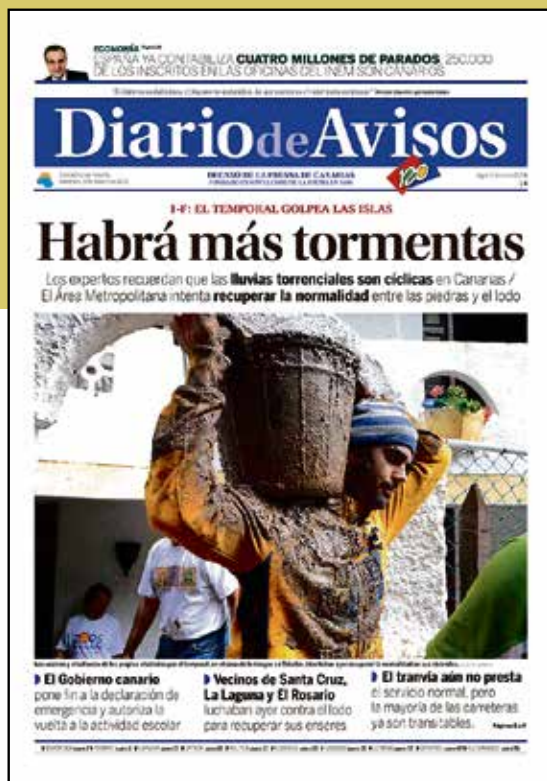 ECONOMÍA
ESPAÑA YA CONTABILIZA CUATRO MILLONES DE PARADOS, 250.000
DE LOS INSCRITOS EN LAS OFICINAS DEL INEM SON CANARIOS
Diario de Avisos
DECANO DE LA PRENSA DE CANARIAS
120
1-F: EL TEMPORAL GOLPEA LAS ISLAS
Habrá más tormentas
Los expertos recuerdan que las lluvias torrenciales son cíclicas en Canarias /
El Área Metropolitana intenta recuperar la normalidad entre las piedras y el lodo
El Gobierno canario
pone fin a la declaración de
emergencia y autoriza la
vuelta a la actividad escolar
Vecinos de Santa Cruz,
La Laguna y El Rosario
luchaban ayer contra el lodo
para recuperar sus enseres
El tranvía aún no presta
el servicio normal, pero
la mayoría de las carreteras
ya son transitables.